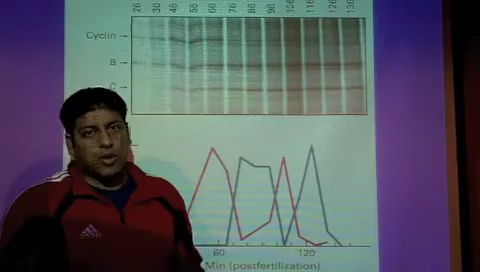 26 36 46 56 66 76 86 96 106 116 126 136
Cyclin
B
C
60 120
Min (postfertilization)
adidas